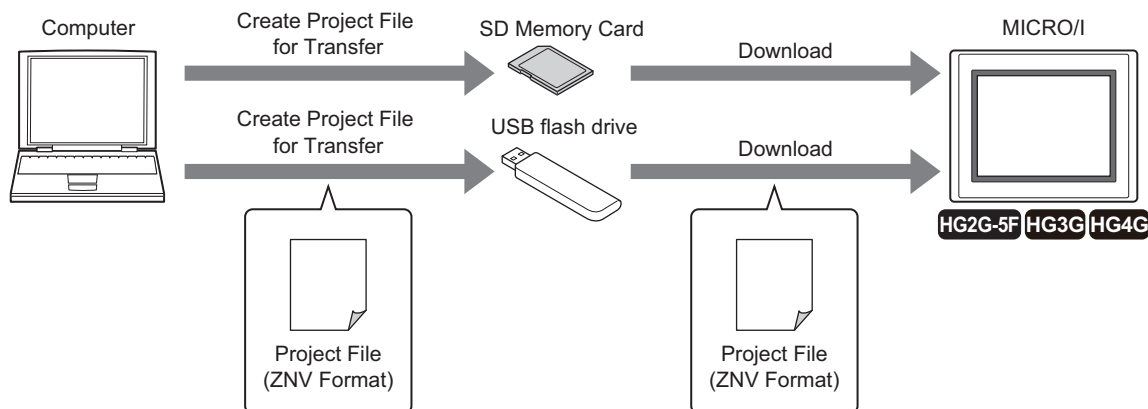 Computer
Create Project File
for Transfer
SD Memory Card
Download
MICRO/I
Create Project File
for Transfer
USB flash drive
Download
HG2G-5F HG3G HG4G
Project File
(ZNV Format)
Project File
(ZNV Format)